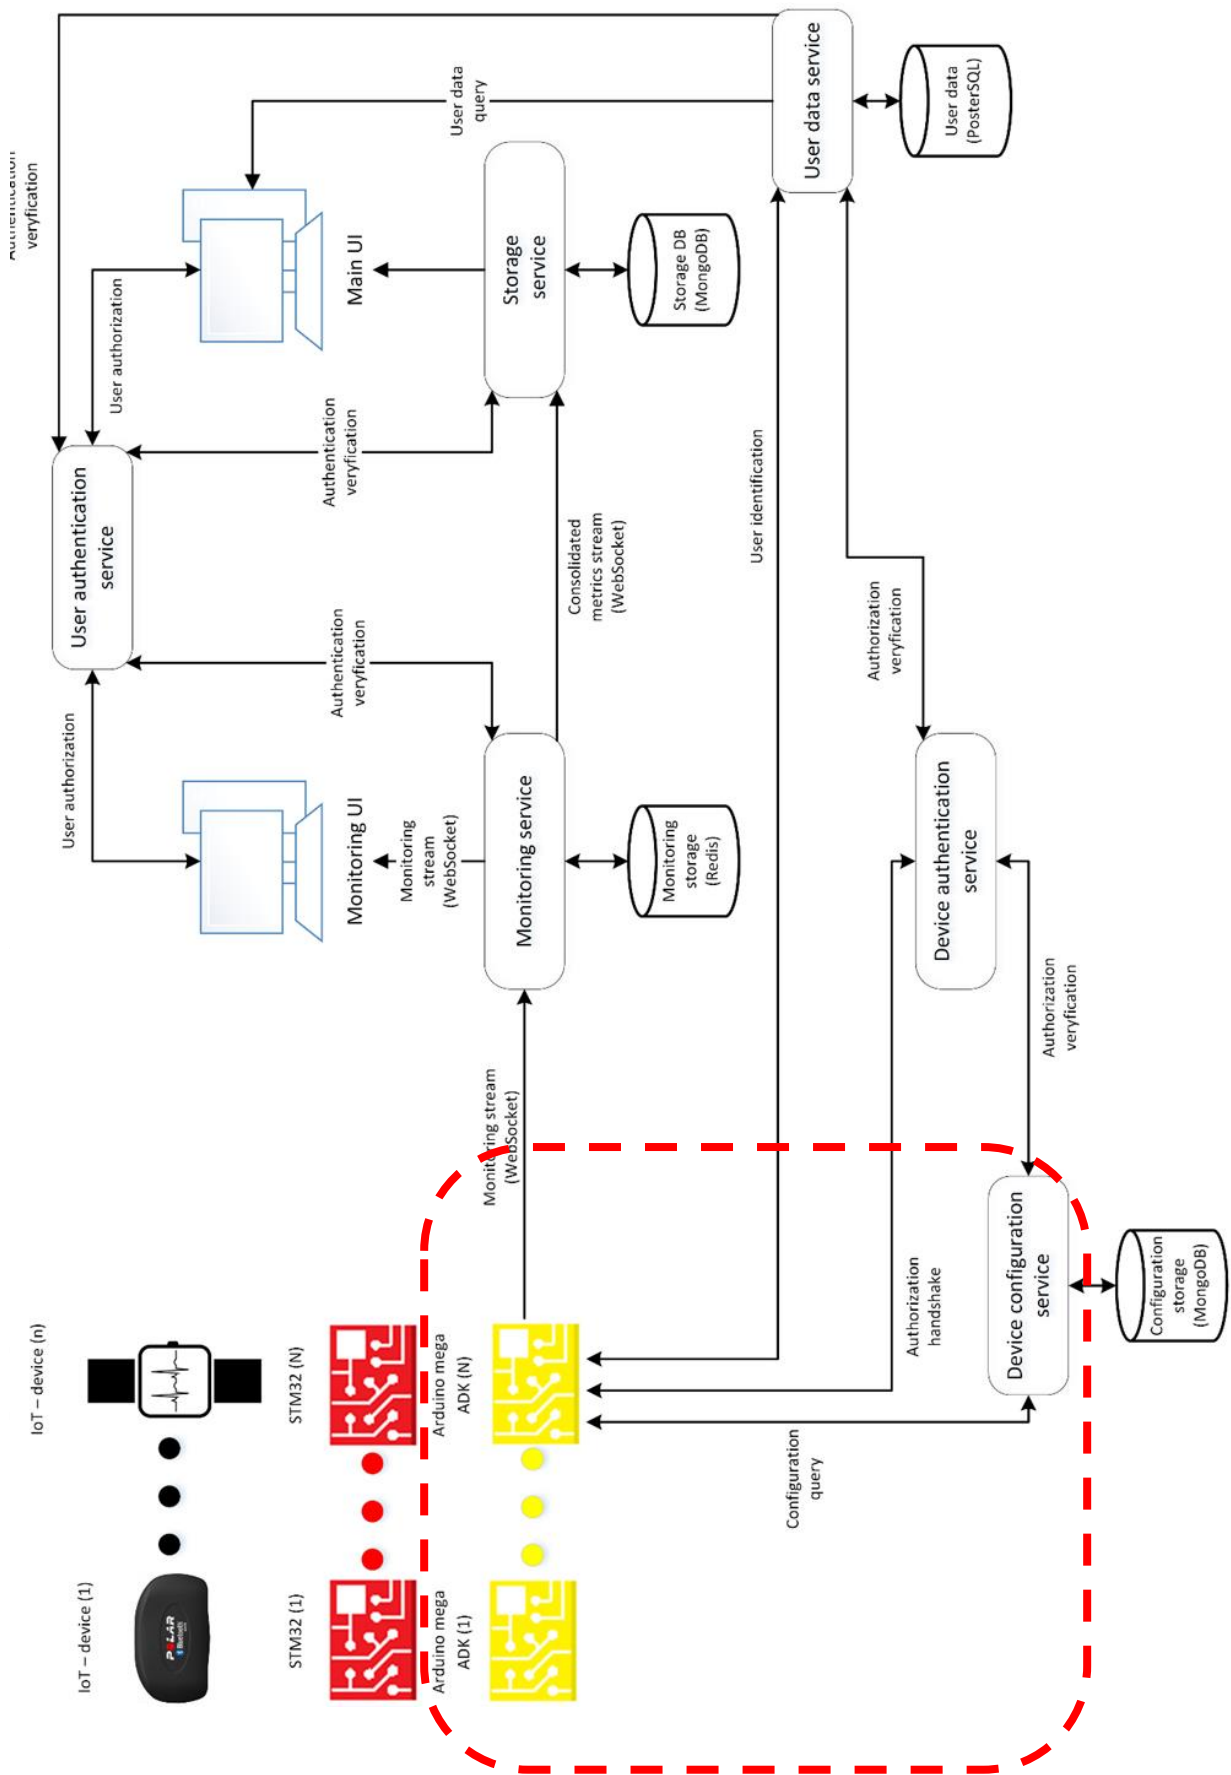 IoT – device (1)
IoT – device (n)
POLAR
Bluetooth
STM32 (1)
STM32 (N)
Arduino mega
ADK (1)
Arduino mega
ADK (N)
Monitoring stream
(WebSocket)
Configuration
query
Authorization
handshake
Device configuration
service
Configuration
storage
(MongoDB)
User authorization
Monitoring UI
Monitoring
stream
(WebSocket)
Monitoring service
Monitoring
storage
(Redis)
Device authentication
service
Authorization
veryfication
User authentication
service
Authentication
veryfication
Authentication
veryfication
Consolidated
metrics stream
(WebSocket)
User identification
Authorization
veryfication
User authorization
Main UI
Storage
service
Storage DB
(MongoDB)
Authentication
veryfication
User data
query
User data service
User data
(PosterSQL)